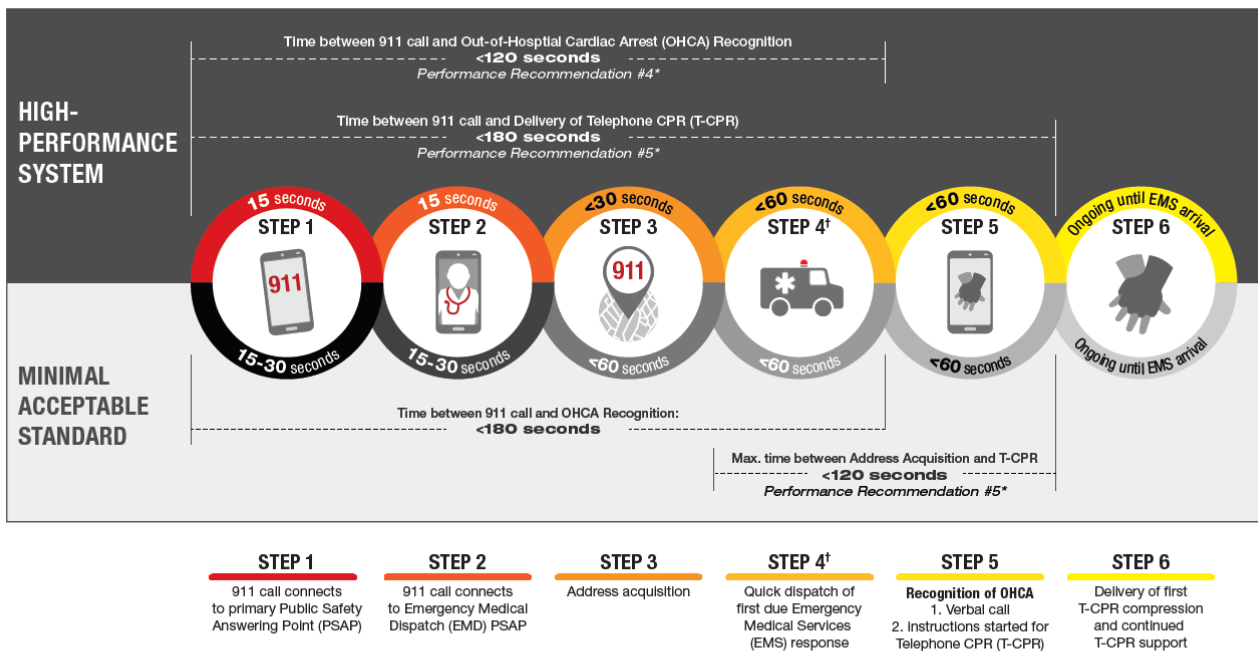 Time between 911 call and Out-of-Hosptial Cardiac Arrest (OHCA) Recognition
<120 seconds
Performance Recommendation #4*
HIGH-
PERFORMANCE
SYSTEM
Time between 911 call and Delivery of Telephone CPR (T-CPR)
<180 seconds
Performance Recommendation #5*
15 seconds
STEP 1
911
15-30 seconds
15 seconds
STEP 2
15-30 seconds
<30 seconds
STEP 3
911
<60 seconds
<60 seconds
STEP 4†
<60 seconds
<60 seconds
STEP 5
<60 seconds
Ongoing until EMS arrival
STEP 6
Ongoing until EMS arrival
MINIMAL
ACCEPTABLE
STANDARD
Time between 911 call and OHCA Recognition:
<180 seconds
Max. time between Address Acquisition and T-CPR
<120 seconds
Performance Recommendation #5*
STEP 1
911 call connects
to primary Public Safety
Answering Point (PSAP)
STEP 2
911 call connects
to Emergency Medical
Dispatch (EMD) PSAP
STEP 3
Address acquisition
STEP 4†
Quick dispatch of
first due Emergency
Medical Services
(EMS) response
STEP 5
Recognition of OHCA
1. Verbal call
2. instructions started for
Telephone CPR (T-CPR)
STEP 6
Delivery of first
T-CPR compression
and continued
T-CPR support